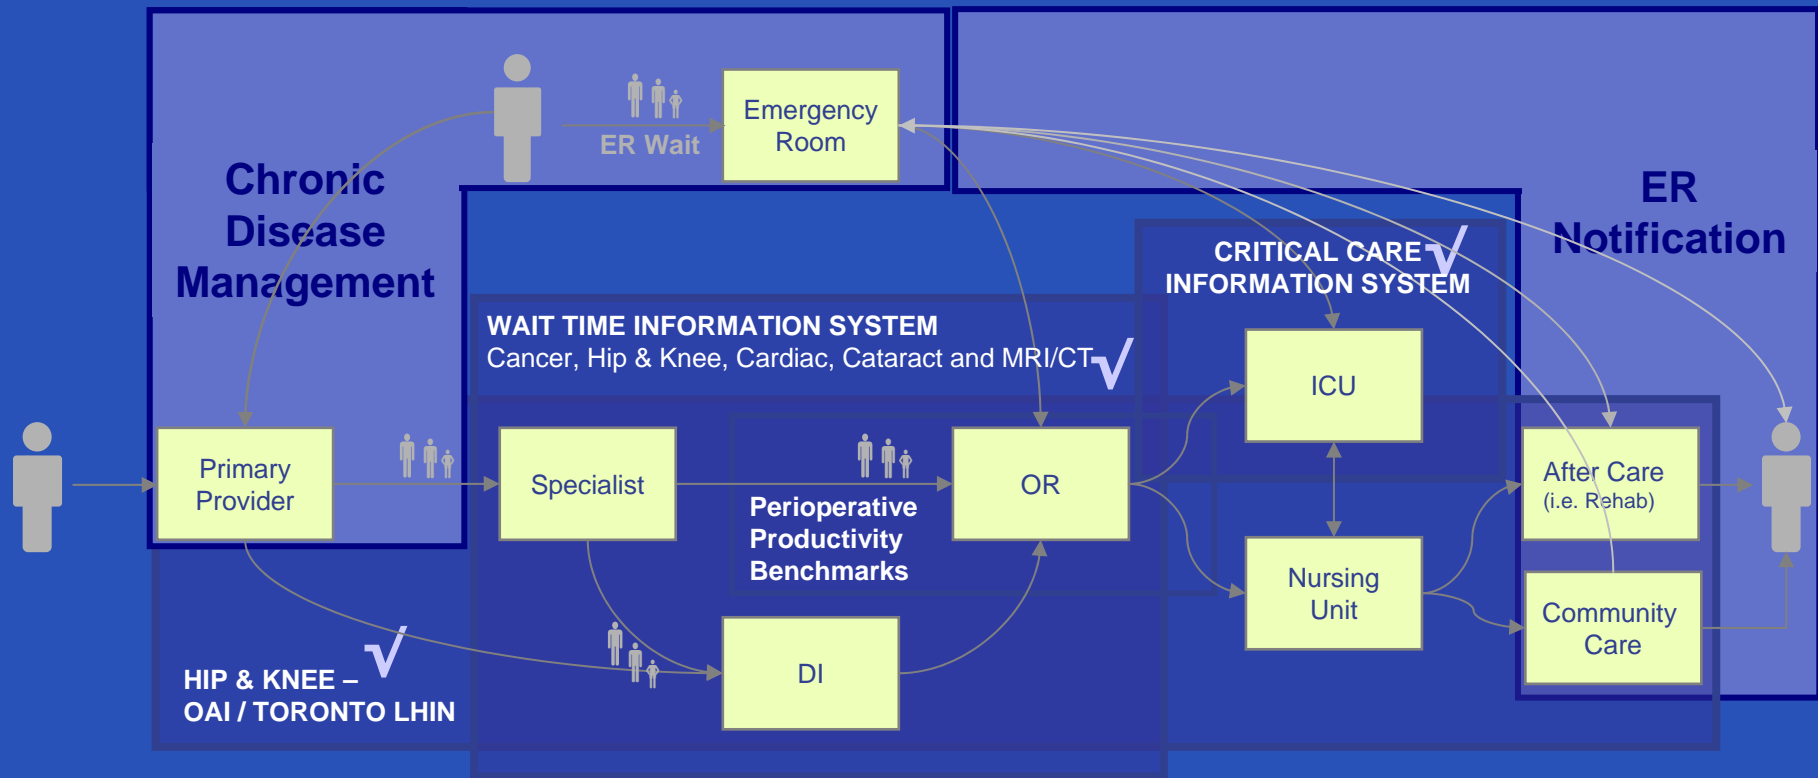 Emergency
Room
ER Wait
Chronic
Disease
Management
ER
Notification
CRITICAL CARE √
INFORMATION SYSTEM
WAIT TIME INFORMATION SYSTEM
Cancer, Hip & Knee, Cardiac, Cataract and MRI/CT √
ICU
Primary
Provider
Specialist
OR
After Care
(i.e. Rehab)
Perioperative
Productivity
Benchmarks
Nursing
Unit
Community
Care
DI
√
HIP & KNEE –
OAI / TORONTO LHIN